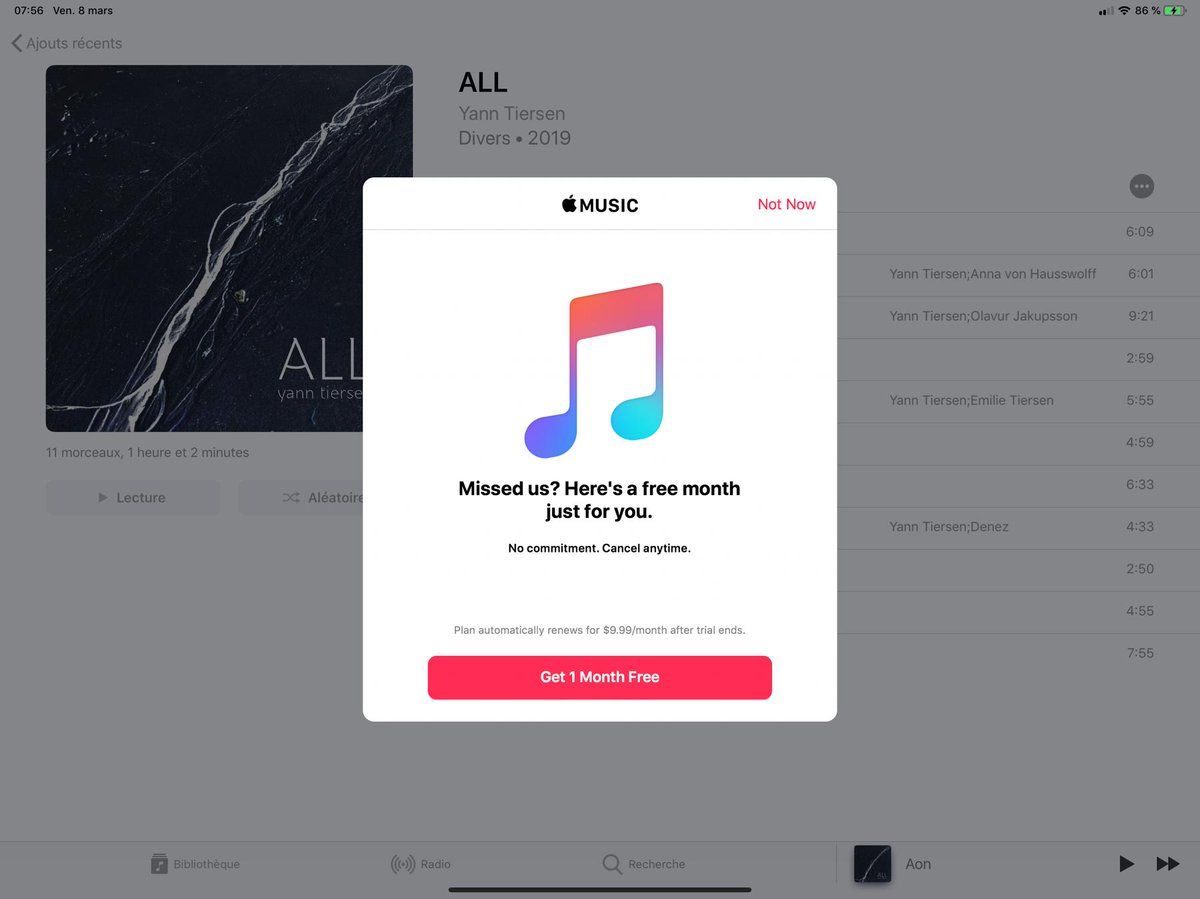 07:56 Ven. 8 mars
86 %
Ajouts récents
ALL
Yann Tiersen
Divers • 2019
ALL
yann tierse
11 morceaux, 1 heure et 2 minutes
Lecture
Aléatoire
MUSIC
Not Now
Missed us? Here's a free month
just for you.
No commitment. Cancel anytime.
Plan automatically renews for $9.99/month after trial ends.
Get 1 Month Free
6:09
Yann Tiersen;Anna von Hausswolff 6:01
Yann Tiersen;Olavur Jakupsson 9:21
2:59
Yann Tiersen;Emilie Tiersen 5:55
4:59
6:33
Yann Tiersen;Denez 4:33
2:50
4:55
7:55
Bibliothèque
Radio
Recherche
ALL
Aon